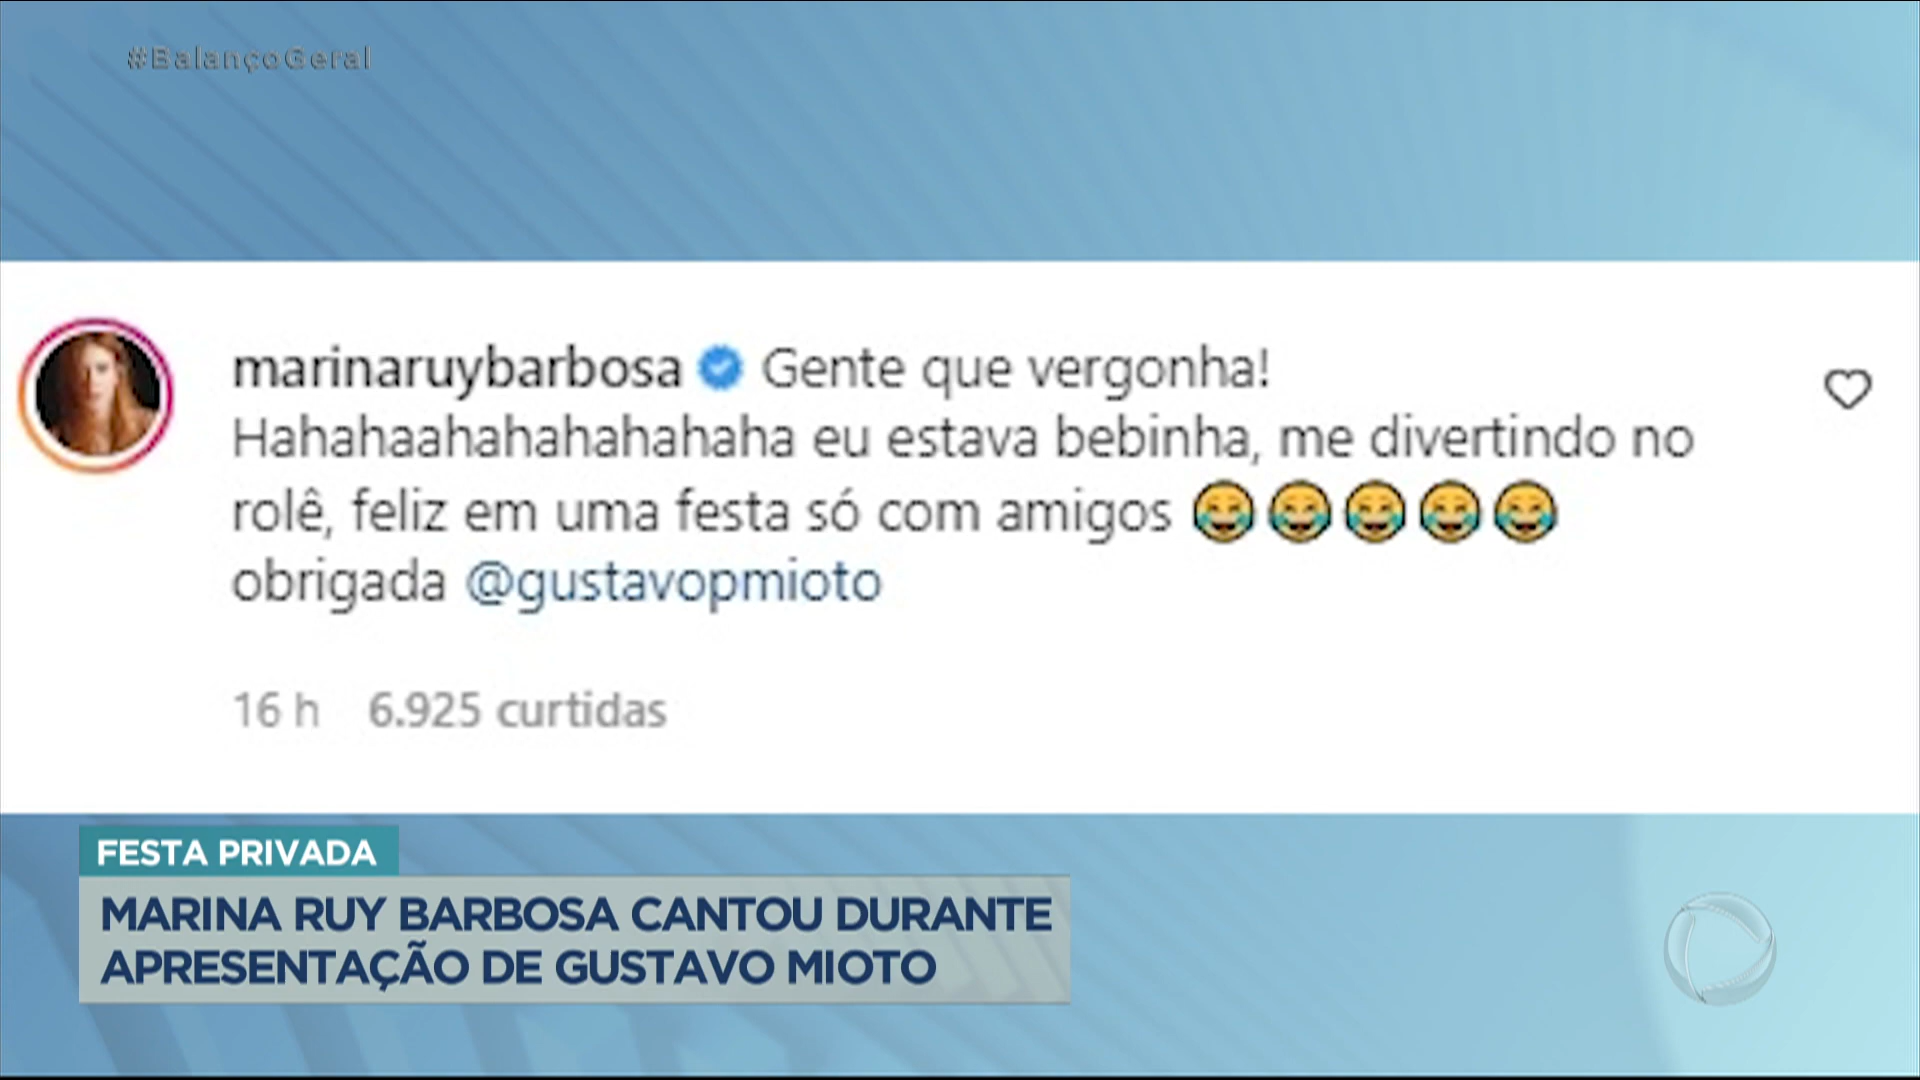 #BalançoGeral
marinaruybarbosa Gente que vergonha!
Hahahaahahahahahaha eu estava bebinha, me divertindo no
rolê, feliz em uma festa só com amigos 😂😂😂😂😂
obrigada @gustavopmioto
16 h 6.925 curtidas
FESTA PRIVADA
MARINA RUY BARBOSA CANTOU DURANTE
APRESENTAÇÃO DE GUSTAVO MIOTO